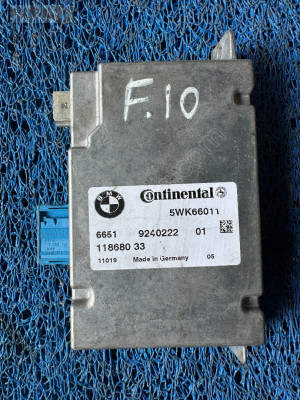 F.10
BMW
Continental
5WK66011
6651 9240222 01
118680 33
11019 Made in Germany 05